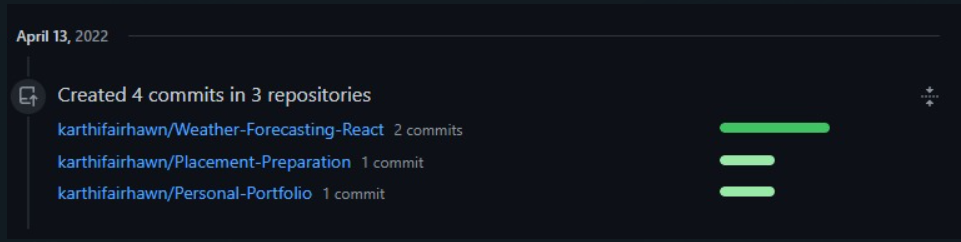 April 13, 2022
Created 4 commits in 3 repositories
karthifairhawn/Weather-Forecasting-React 2 commits
karthifairhawn/Placement-Preparation 1 commit
karthifairhawn/Personal-Portfolio 1 commit